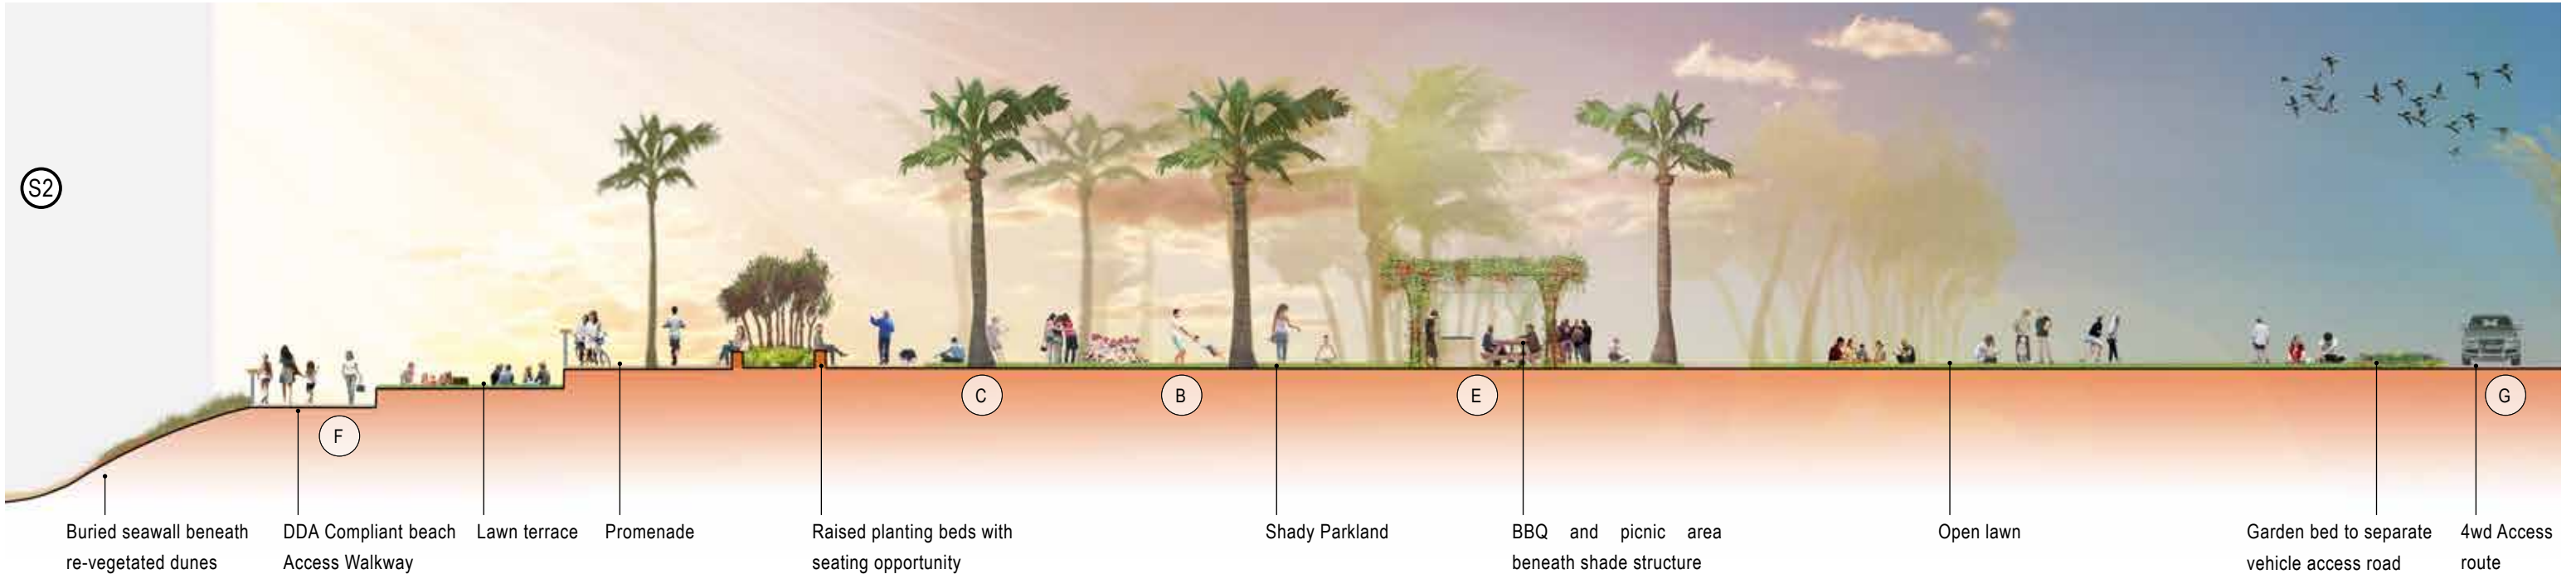 S2
F
C
B
E
G
Buried seawall beneath
re-vegetated dunes
DDA Compliant beach
Access Walkway
Lawn terrace
Promenade
Raised planting beds with
seating opportunity
Shady Parkland
BBQ and picnic area
beneath shade structure
Open lawn
Garden bed to separate
vehicle access road
4wd Access
route